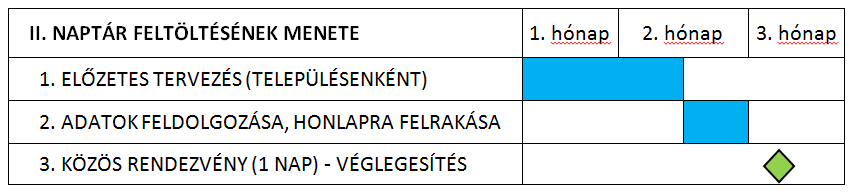 II. NAPTÁR FELTÖLTÉSÉNEK MENETE 1. hónap 2. hónap 3. hónap
1. ELŐZETES TERVEZÉS (TELEPÜLÉSENKÉNT)
2. ADATOK FELDOLGOZÁSA, HONLAPRA FELRAKÁSA
3. KÖZÖS RENDEZVÉNY (1 NAP) - VÉGLEGESÍTÉS